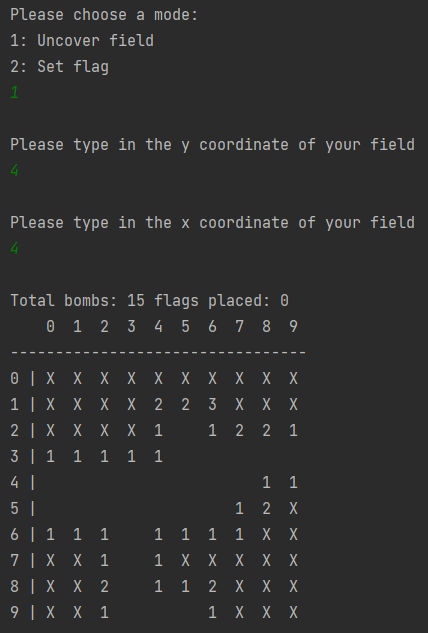 Please choose a mode:
1: Uncover field
2: Set flag
1
Please type in the y coordinate of your field
4
Please type in the x coordinate of your field
4
Total bombs: 15 flags placed: 0
    0  1  2  3  4  5  6  7  8  9
---------------------------------
0 | X  X  X  X  X  X  X  X  X  X
1 | X  X  X  X  2  2  3  X  X  X
2 | X  X  X  X  1     1  2  2  1
3 | 1  1  1  1  1
4 |                         1  1
5 |                      1  2  X
6 | 1  1  1     1  1  1  1  X  X
7 | X  X  1     1  X  X  X  X  X
8 | X  X  2     1  1  2  X  X  X
9 | X  X  1           1  X  X  X